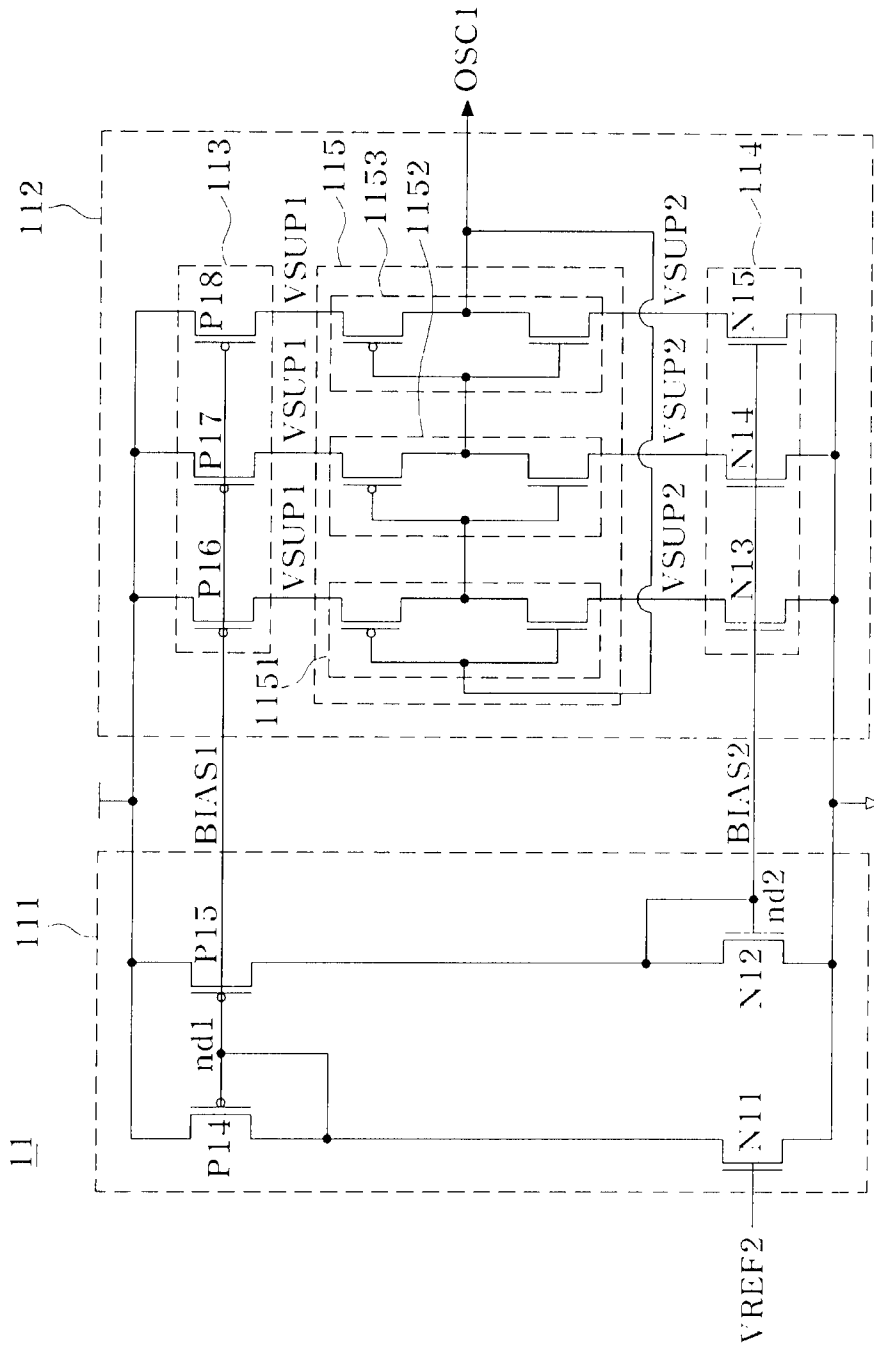 11
111
112
P14
nd1
P15
BIAS1
P16
P17
P18
113
VSUP1
VSUP1
VSUP1
115
1153
1152
1151
OSC1
VSUP2
VSUP2
VSUP2
114
BIAS2
N13
N14
N15
nd2
N12
N11
VREF2